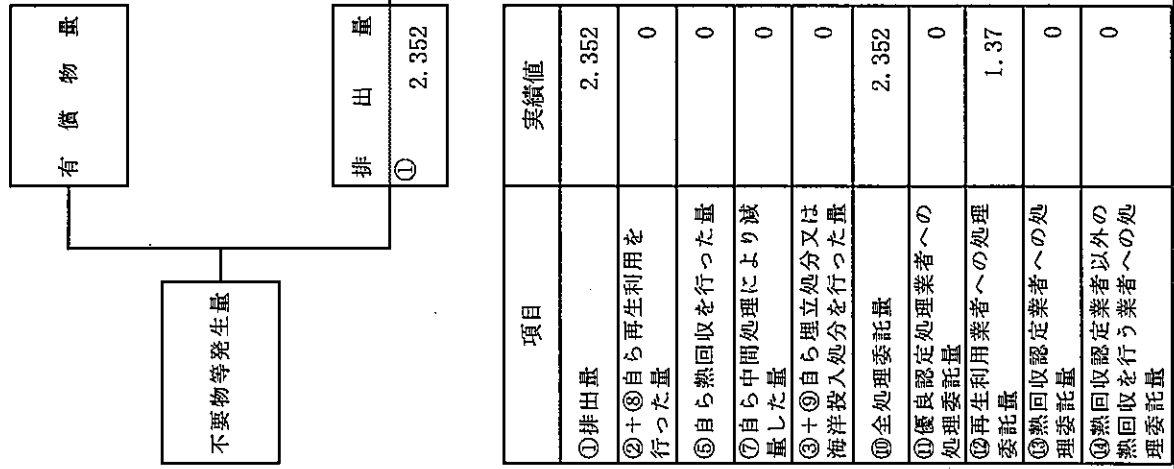 不要物等発生量
有償物量
排出量
①
2.352
項目 実績値
①排出量 2.352
②+⑧自ら再生利用を
行った量 0
⑤自ら熱回収を行った量 0
⑦自ら中間処理により減
量した量 0
③+⑨自ら埋立処分又は
海洋投入処分を行った量 0
⑩全処理委託量 2.352
⑪優良認定処理業者への
処理委託量 0
⑫再生利用業者への処理
委託量 1.37
⑬熱回収認定業者への処
理委託量 0
⑭熱回収認定業者以外の
熱回収を行う業者への処
理委託量 0